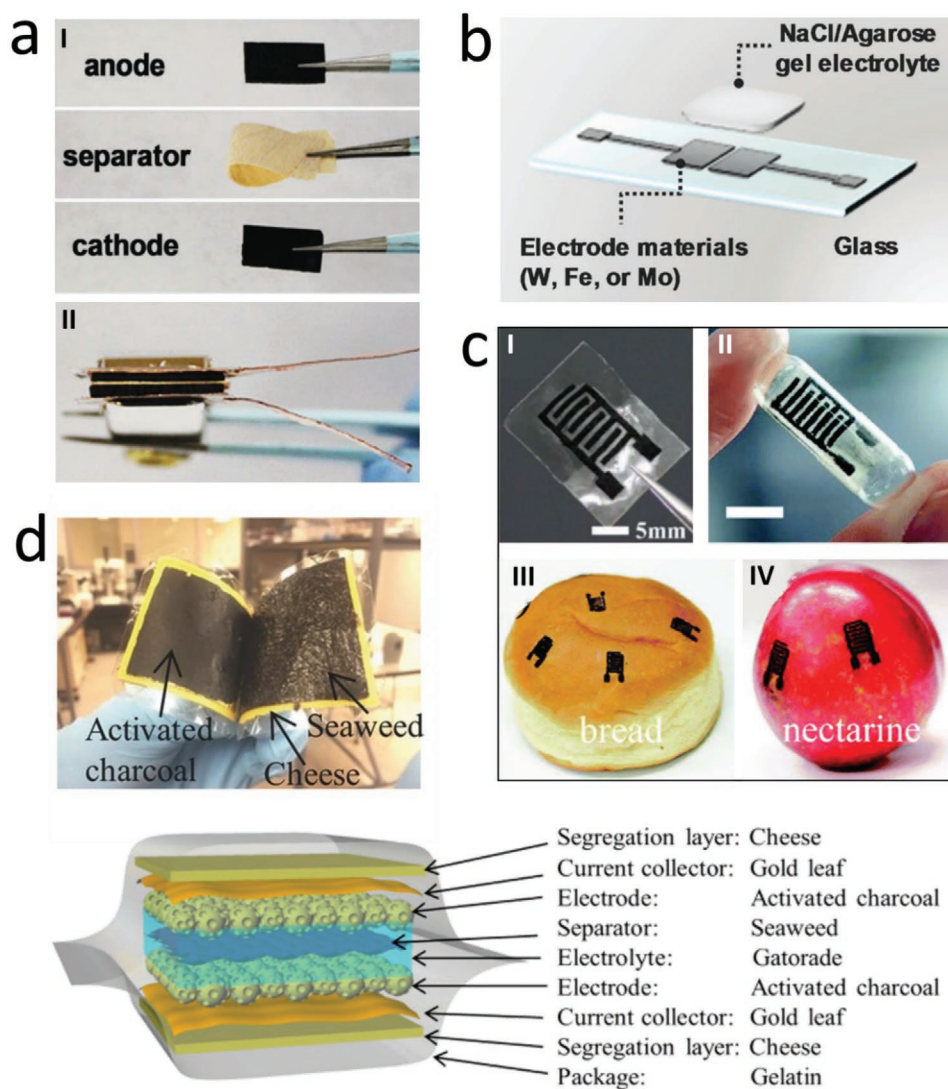 a
I
anode
separator
cathode
II
b
NaCl/Agarose
gel electrolyte
Electrode materials
(W, Fe, or Mo)
Glass
c
I
5mm
II
III
bread
IV
nectarine
d
Activated
charcoal
Seaweed
Cheese
Segregation layer: Cheese
Current collector: Gold leaf
Electrode: Activated charcoal
Separator: Seaweed
Electrolyte: Gatorade
Electrode: Activated charcoal
Current collector: Gold leaf
Segregation layer: Cheese
Package: Gelatin